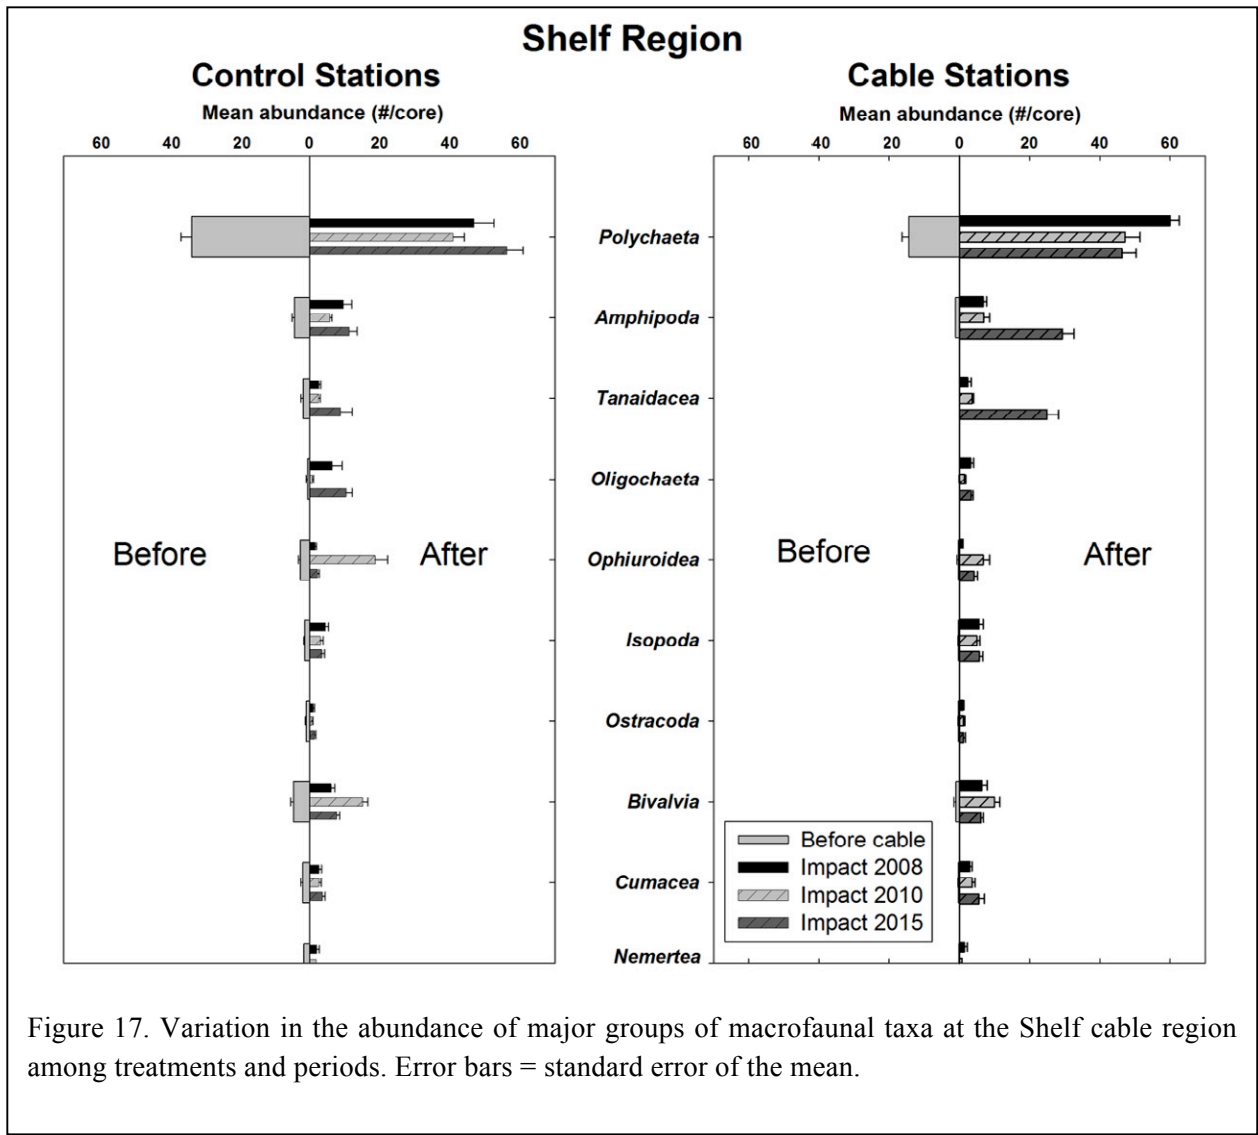 Shelf Region
Control Stations
Cable Stations
Mean abundance (#/core)
Mean abundance (#/core)
60 40 20 0 20 40 60
60 40 20 0 20 40 60
Polychaeta
Amphipoda
Tanaidacea
Oligochaeta
Before After
Ophiuroidea
Before After
Isopoda
Ostracoda
Bivalvia
Cumacea
Nemertea
Before cable
Impact 2008
Impact 2010
Impact 2015
Figure 17. Variation in the abundance of major groups of macrofaunal taxa at the Shelf cable region
among treatments and periods. Error bars = standard error of the mean.